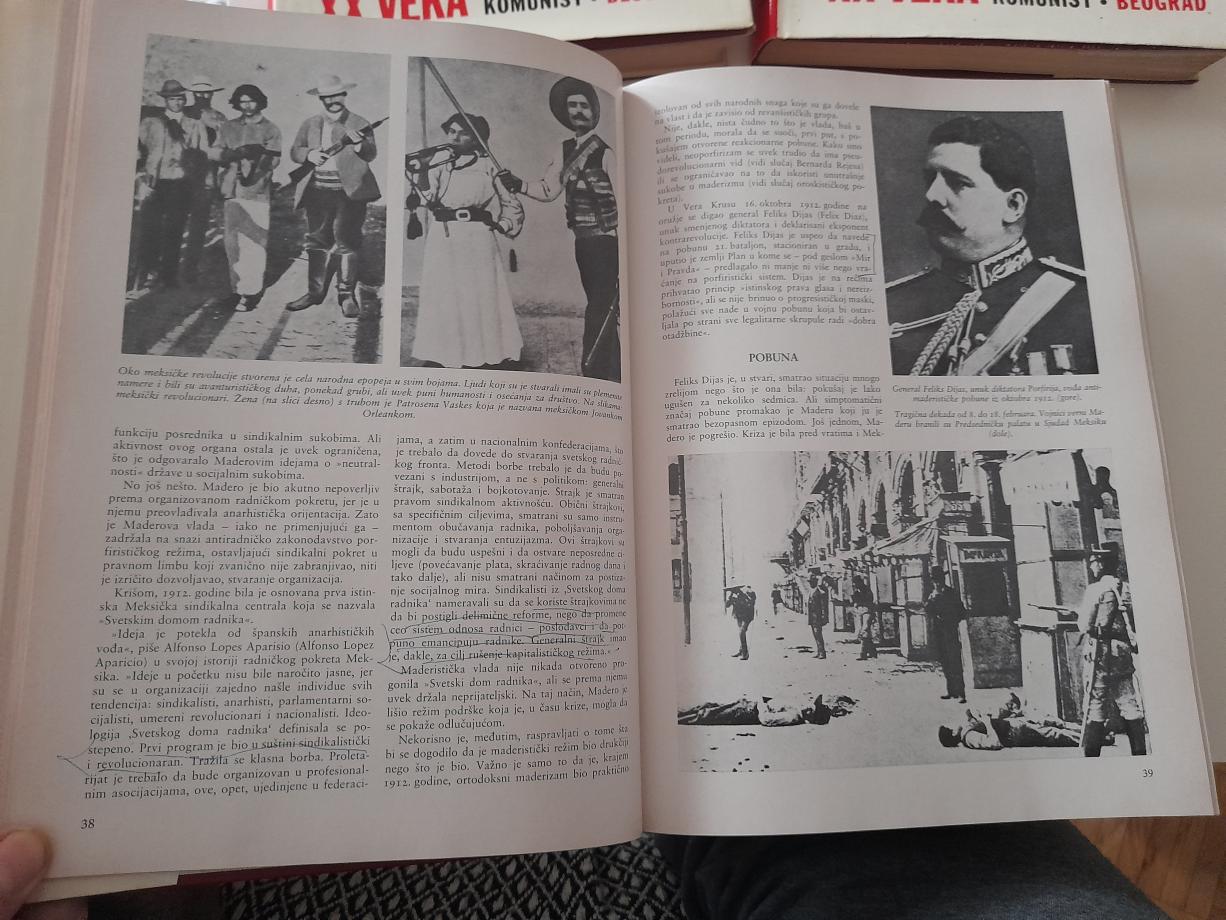 XX VEKA KOMUNIST • BEOGRAD
XX VEKA KOMUNIST • BEOGRAD
Oko meksičke revolucije stvorena je cela narodna epopeja u svim bojama. Ljudi koji su je stvarali imali su plemenite
namere i bili su avanturističkog duha, ponekad grubi, ali uvek puni humanosti i osećanja za društvo. Na slikama:
meksički revolucionari. Žena (na slici desno) s trubom je Patrosena Vaskes koja je nazvana meksičkom Jovankom
Orleankom.
funkciju posrednika u sindikalnim sukobima. Ali
aktivnost ovog organa ostala je uvek ograničena,
što je odgovaralo Maderovim idejama o »neutral-
nosti« države u socijalnim sukobima.
No još nešto. Madero je bio akutno nepoverljiv
prema organizovanom radničkom pokretu, jer je u
njemu preovlađivala anarhistička orijentacija. Zato
je Maderova vlada – iako ne primenjujući ga –
zadržala na snazi antiradničko zakonodavstvo por-
firističkog režima, ostavljajući sindikalni pokret u
pravnom limbu koji zvanično nije zabranjivao, niti
je izričito dozvoljavao, stvaranje organizacija.
Krišom, 1912. godine bila je osnovana prva istin-
ska Meksička sindikalna centrala koja se nazvala
»Svetskim domom radnika«.
»Ideja je potekla od španskih anarhističkih
vođa«, piše Alfonso Lopes Aparisio (Alfonso Lopez
Aparicio) u svojoj istoriji radničkog pokreta Mek-
sika. »Ideje u početku nisu bile naročito jasne, jer
su se u organizaciji zajedno našle individue svih
tendencija: sindikalisti, anarhisti, parlamentarni so-
cijalisti, umereni revolucionari i nacionalisti. Ideo-
logija ‚Svetskog doma radnika‘ definisala se po-
stepeno. Prvi program je bio u suštini sindikalistički
i revolucionaran. Tražila se klasna borba. Proleta-
rijat je trebalo da bude organizovan u profesional-
nim asocijacijama, ove, opet, ujedinjene u federaci-
38
jama, a zatim u nacionalnim konfederacijama, što
je trebalo da dovede do stvaranja svetskog radnič-
kog fronta. Metodi borbe trebalo je da budu po-
vezani s industrijom, a ne s politikom: generalni
štrajk, sabotaža i bojkotovanje. Štrajk je smatran
pravom sindikalnom aktivnošću. Obični štrajkovi,
sa specifičnim ciljevima, smatrani su samo instru-
mentom obučavanja radnika, poboljšavanja orga-
nizacije i stvaranja entuzijazma. Ovi štrajkovi su
mogli da budu uspešni i da ostvare neposredne ci-
ljeve (povećavanje plata, skraćivanje radnog dana i
tako dalje), ali nisu smatrani načinom za postiza-
nje socijalnog mira. Sindikalisti iz ‚Svetskog doma
radnika‘ nameravali su da se koriste štrajkovima ne
da bi postigli delimične reforme, nego da promene
ceo sistem odnosa radnici – poslodavci i da pot-
puno emancipuju radnike. Generalni štrajk imao
je, dakle, za cilj rušenje kapitalističkog režima.«
Maderistička vlada nije nikada otvoreno pro-
gonila »Svetski dom radnika«, ali se prema njemu
uvek držala neprijateljski. Na taj način, Madero je
lišio režim podrške koja je, u času krize, mogla da
se pokaže odlučujućom.
Nekorisno je, međutim, raspravljati o tome šta
bi se dogodilo da je maderistički režim bio drukčiji
nego što je bio. Važno je samo to da je, krajem
1912. godine, ortodoksni maderizam bio praktično
izolovan od svih narodnih snaga koje su ga dovele
na vlast i da je zavisio od revanšističkih grupa.
Nije, dakle, ništa čudno to što je vlada, baš u
tom periodu, morala da se suoči, prvi put, s po-
kušajem otvorene reakcionarne pobune. Kako smo
videli, neoporfirizam se uvek trudio da ima pseu-
dorevolucionarni vid (vidi slučaj Bernarda Rejesa)
ili se ograničavao na to da iskoristi unutrašnje
sukobe u maderizmu (vidi slučaj oroskističkog po-
kreta).
U Vera Krusu 16. oktobra 1912. godine na
oružje se digao general Feliks Dijas (Felix Diaz),
unuk smenjenog diktatora i deklarisani eksponent
kontrarevolucije. Feliks Dijas je uspeo da navede
na pobunu 21. bataljon, stacioniran u gradu, i
uputio je zemlji Plan u kome se – pod geslom »Mir
i Pravda« – predlagalo ni manje ni više nego vra-
ćanje na porfiristički sistem. Dijas je na rečima
prihvatao princip »istinskog prava glasa i nereiz-
bornosti«, ali se nije brinuo o progresističkoj maski,
polažući sve nade u vojnu pobunu koja bi ostav-
ljala po strani sve legalitarne skrupule radi »dobra
otadžbine«.
POBUNA
Feliks Dijas je, u stvari, smatrao situaciju mnogo
zrelijom nego što je ona bila: pokušaj je lako
ugušen za nekoliko sedmica. Ali simptomatični
značaj pobune promakao je Maderu koji ju je
smatrao bezopasnom epizodom. Još jednom, Ma-
dero je pogrešio. Kriza je bila pred vratima i Mek-
General Feliks Dijas, unuk diktatora Porfirija, vođa anti-
maderističke pobune iz oktobra 1912. (gore).
Tragična dekada od 8. do 18. februara. Vojnici verni Ma-
deru branili su Predsedničku palatu u Sjudad Meksiku
(dole).
39